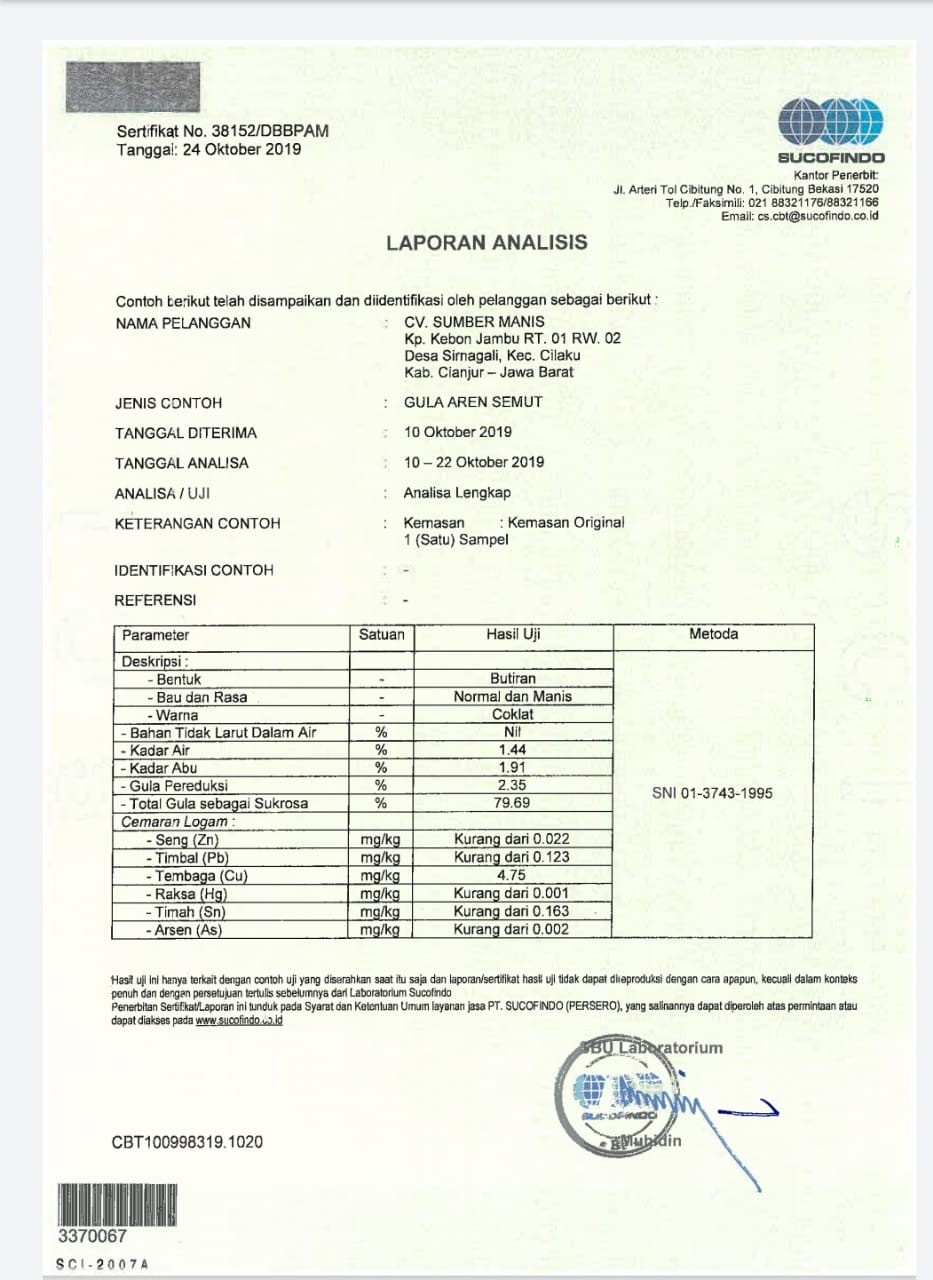 Sertifikat No. 38152/DBBPAM
Tanggal: 24 Oktober 2019
SUCOFINDO
Kantor Penerbit:
Jl. Arteri Tol Cibitung No. 1, Cibitung Bekasi 17520
Telp./Faksimili: 021 88321176/88321166
Email: cs.cbt@sucofindo.co.id
LAPORAN ANALISIS
Contoh berikut telah disampaikan dan diidentifikasi oleh pelanggan sebagai berikut :
NAMA PELANGGAN : CV. SUMBER MANIS
Kp. Kebon Jambu RT. 01 RW. 02
Desa Sirnagali, Kec. Cilaku
Kab. Cianjur – Jawa Barat
JENIS CONTOH : GULA AREN SEMUT
TANGGAL DITERIMA : 10 Oktober 2019
TANGGAL ANALISA : 10 – 22 Oktober 2019
ANALISA / UJI : Analisa Lengkap
KETERANGAN CONTOH : Kemasan : Kemasan Original
1 (Satu) Sampel
IDENTIFIKASI CONTOH : -
REFERENSI : -
Parameter Satuan Hasil Uji Metoda
Deskripsi :
- Bentuk - Butiran
- Bau dan Rasa - Normal dan Manis
- Warna - Coklat
- Bahan Tidak Larut Dalam Air % Nil
- Kadar Air % 1.44
- Kadar Abu % 1.91
- Gula Pereduksi % 2.35
- Total Gula sebagai Sukrosa % 79.69
SNI 01-3743-1995
Cemaran Logam :
- Seng (Zn) mg/kg Kurang dari 0.022
- Timbal (Pb) mg/kg Kurang dari 0.123
- Tembaga (Cu) mg/kg 4.75
- Raksa (Hg) mg/kg Kurang dari 0.001
- Timah (Sn) mg/kg Kurang dari 0.163
- Arsen (As) mg/kg Kurang dari 0.002
Hasil uji ini hanya terkait dengan contoh uji yang diserahkan saat itu saja dan laporan/sertifikat hasil uji tidak dapat direproduksi dengan cara apapun, kecuali dalam konteks
penuh dan dengan persetujuan tertulis sebelumnya dari Laboratorium Sucofindo
Penerbitan Sertifikat/Laporan ini tunduk pada Syarat dan Ketentuan Umum layanan jasa PT. SUCOFINDO (PERSERO), yang salinannya dapat diperoleh atas permintaan atau
dapat diakses pada www.sucofindo.co.id
SBU Laboratorium
SUCOFINDO
Muhidin
CBT100998319.1020
3370067
SCI-2007A